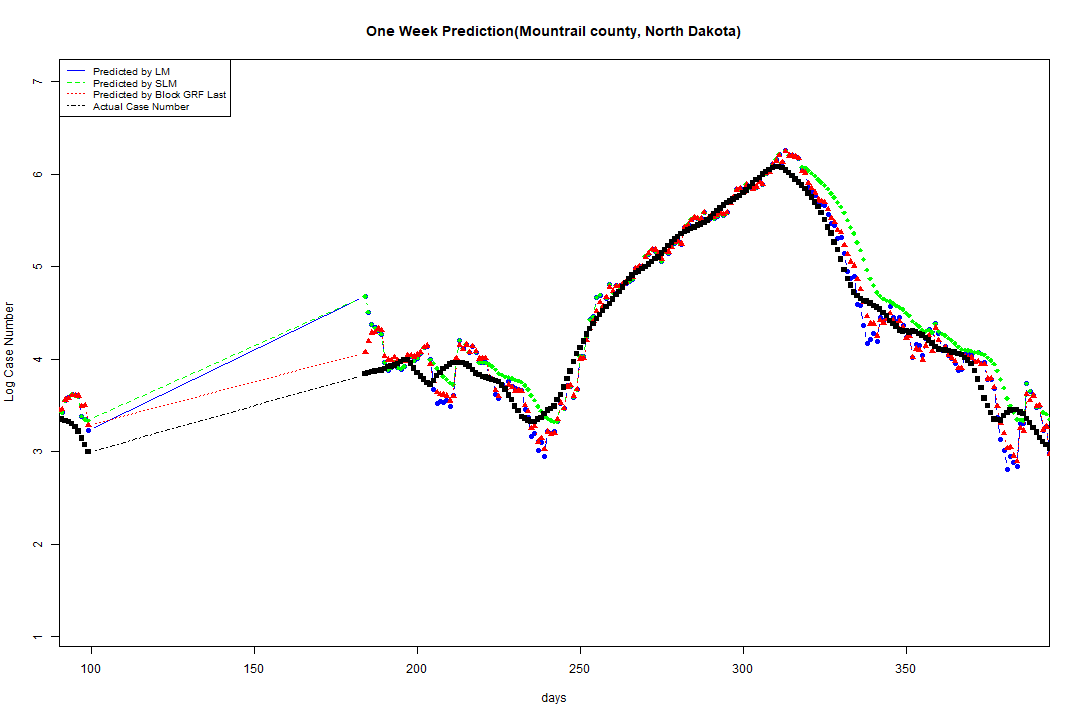 One Week Prediction(Mountrail county, North Dakota)
Predicted by LM
Predicted by SLM
Predicted by Block GRF Last
Actual Case Number
7
6
5
4
3
2
1
Log Case Number
100 150 200 250 300 350
days